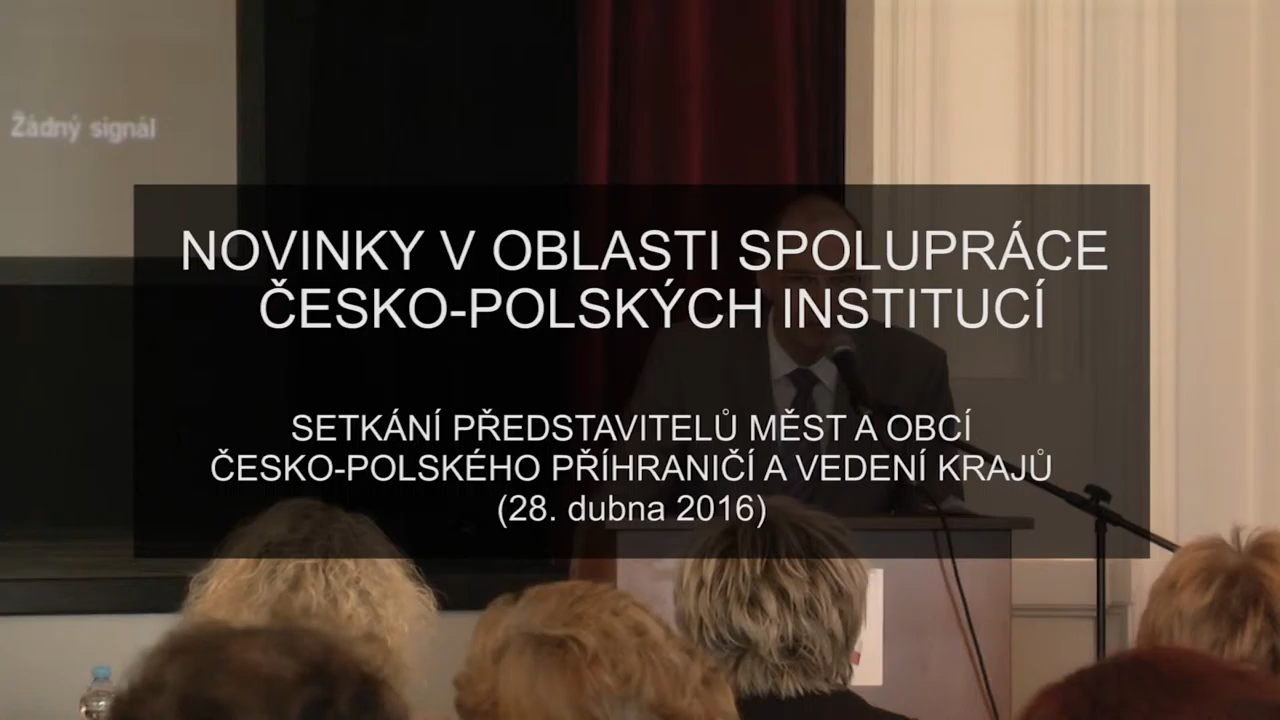 Žádný signál
NOVINKY V OBLASTI SPOLUPRÁCE
ČESKO-POLSKÝCH INSTITUCÍ
SETKÁNÍ PŘEDSTAVITELŮ MĚST A OBCÍ
ČESKO-POLSKÉHO PŘÍHRANIČÍ A VEDENÍ KRAJŮ
(28. dubna 2016)